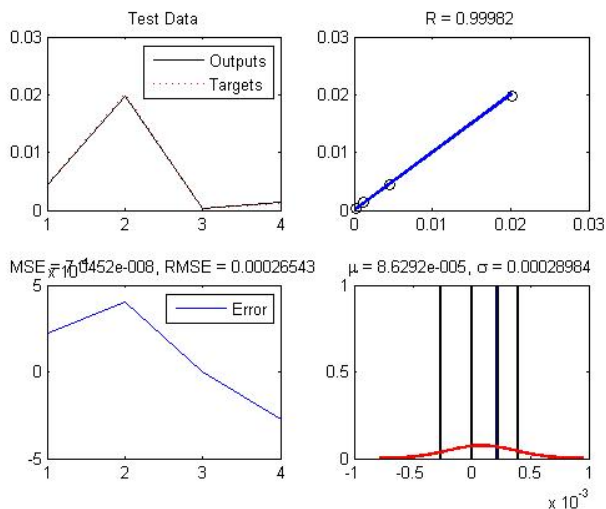 Test Data
0.03
0.02
0.01
0
1 2 3 4
Outputs
Targets
R = 0.99982
0.03
0.02
0.01
0
0 0.01 0.02 0.03
MSE = 7.0452e-008, RMSE = 0.00026543
x 10^-4
5
0
-5
1 2 3 4
Error
μ = 8.6292e-005, σ = 0.00028984
1
0.5
0
-1 -0.5 0 0.5 1
x 10^-3